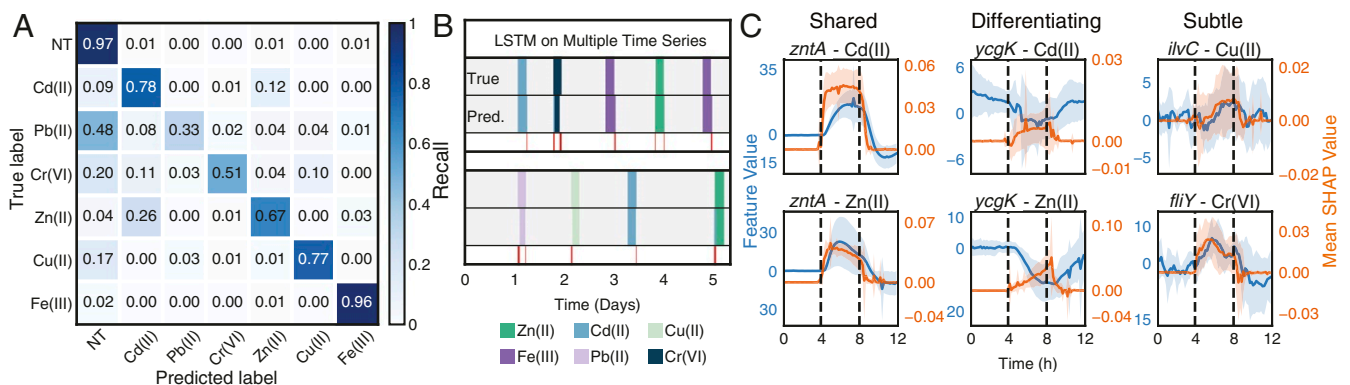 A
True label
NT
Cd(II)
Pb(II)
Cr(VI)
Zn(II)
Cu(II)
Fe(III)
0.97 0.01 0.00 0.00 0.01 0.00 0.01
0.09 0.78 0.00 0.01 0.12 0.00 0.00
0.48 0.08 0.33 0.02 0.04 0.04 0.01
0.20 0.11 0.03 0.51 0.04 0.10 0.00
0.04 0.26 0.00 0.01 0.67 0.00 0.03
0.17 0.00 0.03 0.01 0.01 0.77 0.00
0.02 0.00 0.00 0.00 0.01 0.00 0.96
NT Cd(II) Pb(II) Cr(VI) Zn(II) Cu(II) Fe(III)
Predicted label
1
0.8
0.6
0.4
0.2
0
Recall
B
LSTM on Multiple Time Series
True
Pred.
0 1 2 3 4 5
Time (Days)
Zn(II) Cd(II) Cu(II)
Fe(III) Pb(II) Cr(VI)
C
Shared Differentiating Subtle
zntA - Cd(II)
35
0
15
0.06
0.03
0.00
ycgK - Cd(II)
6
0
−6
0.03
0.00
−0.01
ilvC - Cu(II)
5
0
−5
0.02
0.00
−0.02
Feature Value
Mean SHAP Value
zntA - Zn(II)
30
0
30
0.07
0.00
−0.04
0 4 8 12
ycgK - Zn(II)
10
0
20
0.10
0.00
−0.04
0 4 8 12
fliY - Cr(VI)
10
0
15
0.03
0.00
−0.03
0 4 8 12
Time (h)